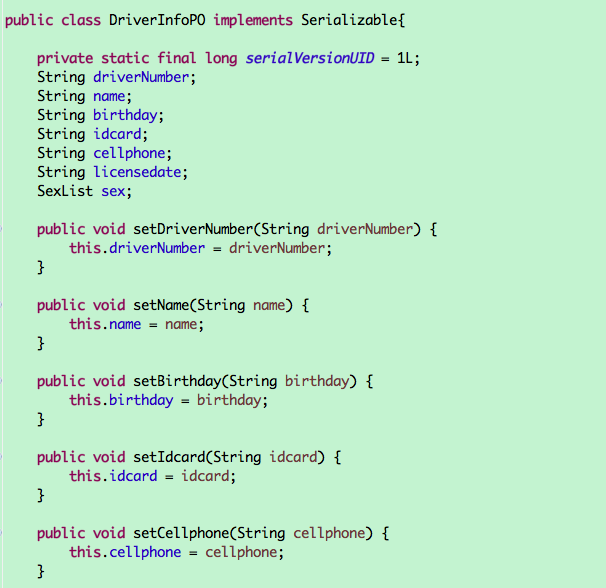 public class DriverInfoPO implements Serializable{
private static final long serialVersionUID = 1L;
String driverNumber;
String name;
String birthday;
String idcard;
String cellphone;
String licensedate;
SexList sex;
public void setDriverNumber(String driverNumber) {
this.driverNumber = driverNumber;
}
public void setName(String name) {
this.name = name;
}
public void setBirthday(String birthday) {
this.birthday = birthday;
}
public void setIdcard(String idcard) {
this.idcard = idcard;
}
public void setCellphone(String cellphone) {
this.cellphone = cellphone;
}